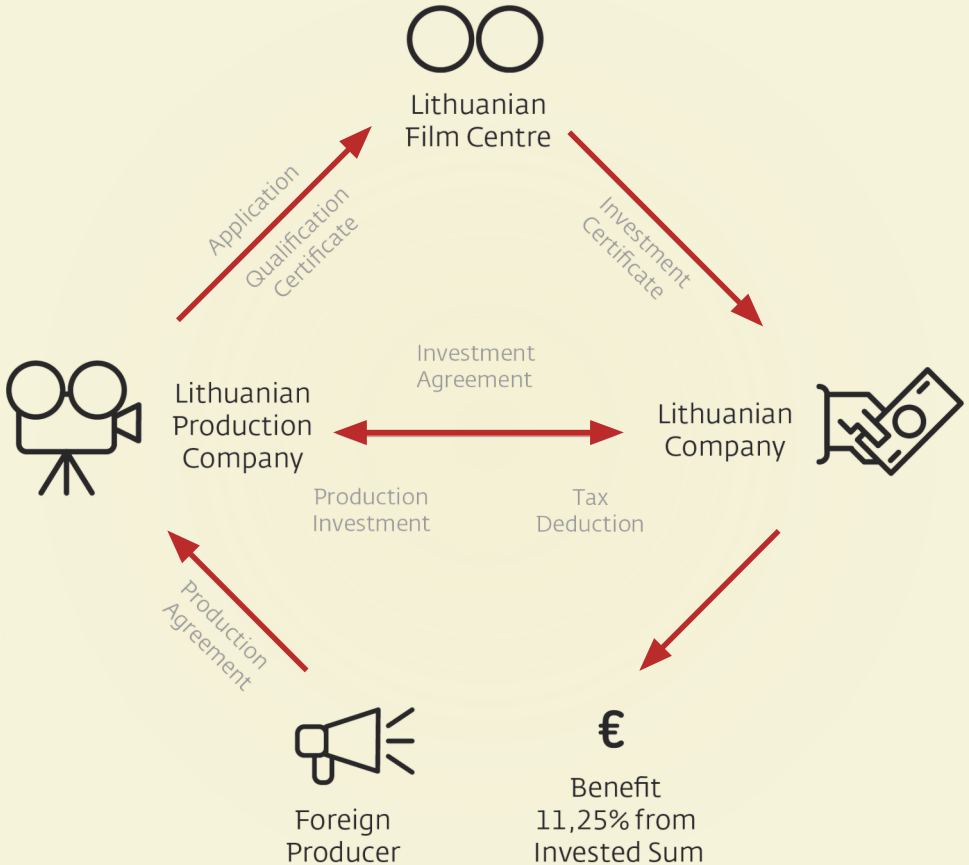 Lithuanian
Film Centre
Application
Qualification
Certificate
Investment
Certificate
Investment
Agreement
Lithuanian
Production
Company
Lithuanian
Company
Production
Investment
Tax
Deduction
Production
Agreement
€
Foreign
Producer
Benefit
11,25% from
Invested Sum